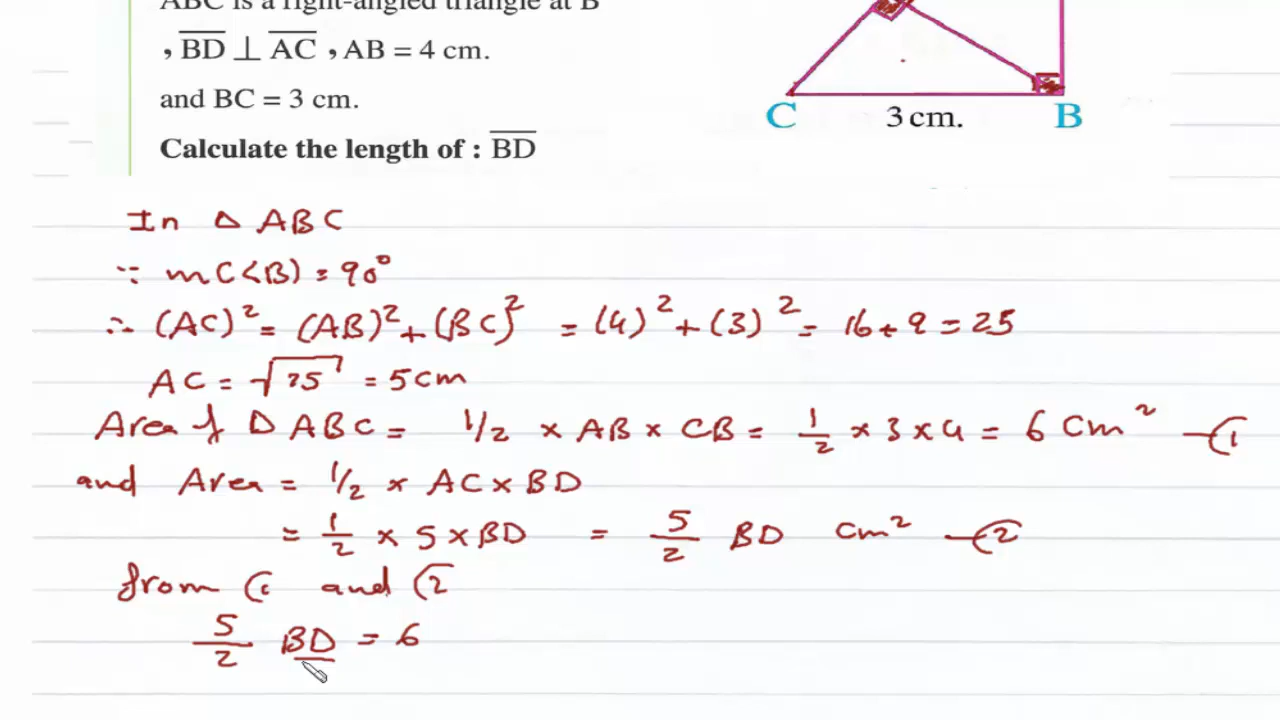 ABC is a right-angled triangle at B
, BD ⊥ AC , AB = 4 cm.
and BC = 3 cm.
Calculate the length of : BD
C
3 cm.
B
In △ ABC
∵ m(<B) = 90°
∴ (AC)² = (AB)² + (BC)² = (4)² + (3)² = 16 + 9 = 25
AC = √25 = 5 cm
Area of △ ABC = 1/2 × AB × CB = 1/2 × 3 × 4 = 6 Cm² —(1
and Area = 1/2 × AC × BD
= 1/2 × 5 × BD = 5/2 BD Cm² —(2
from (1 and (2
5/2 BD = 6